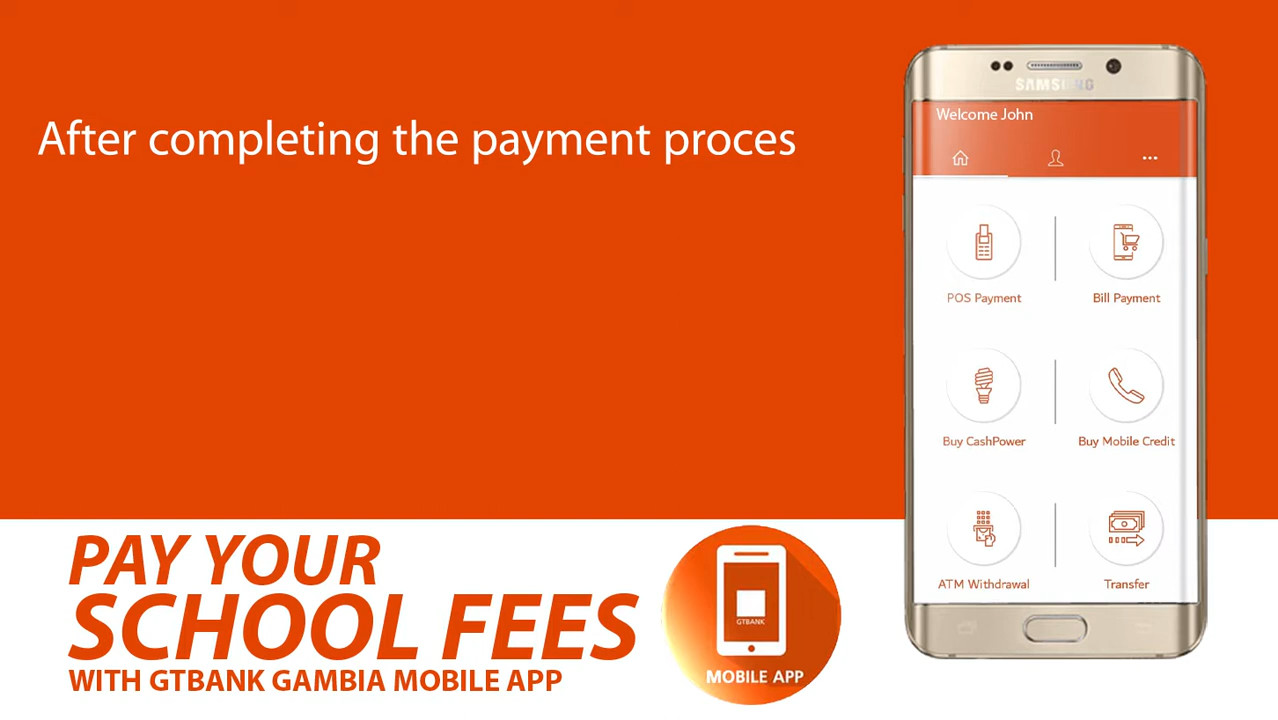 After completing the payment proces
SAMSUNG
Welcome John
POS Payment
Bill Payment
Buy CashPower
Buy Mobile Credit
ATM Withdrawal
Transfer
PAY YOUR
SCHOOL FEES
WITH GTBANK GAMBIA MOBILE APP
GTBANK
MOBILE APP